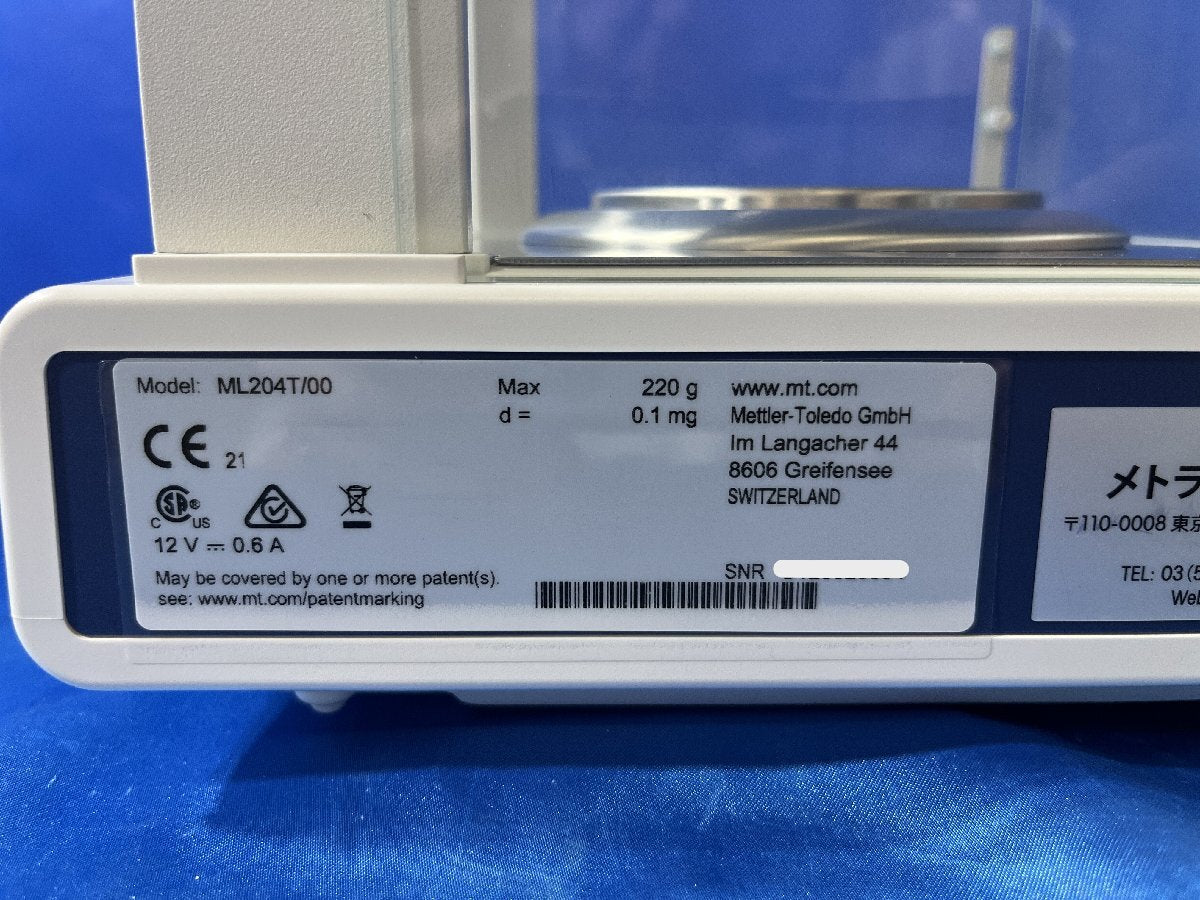 Model: ML204T/00
Max 220 g
d = 0.1 mg
www.mt.com
Mettler-Toledo GmbH
Im Langacher 44
8606 Greifensee
SWITZERLAND
CE 21
C SA® US
12 V ⎓ 0.6 A
May be covered by one or more patent(s).
see: www.mt.com/patentmarking
SNR
メトラ
〒110-0008 東京
TEL: 03 (5
Web